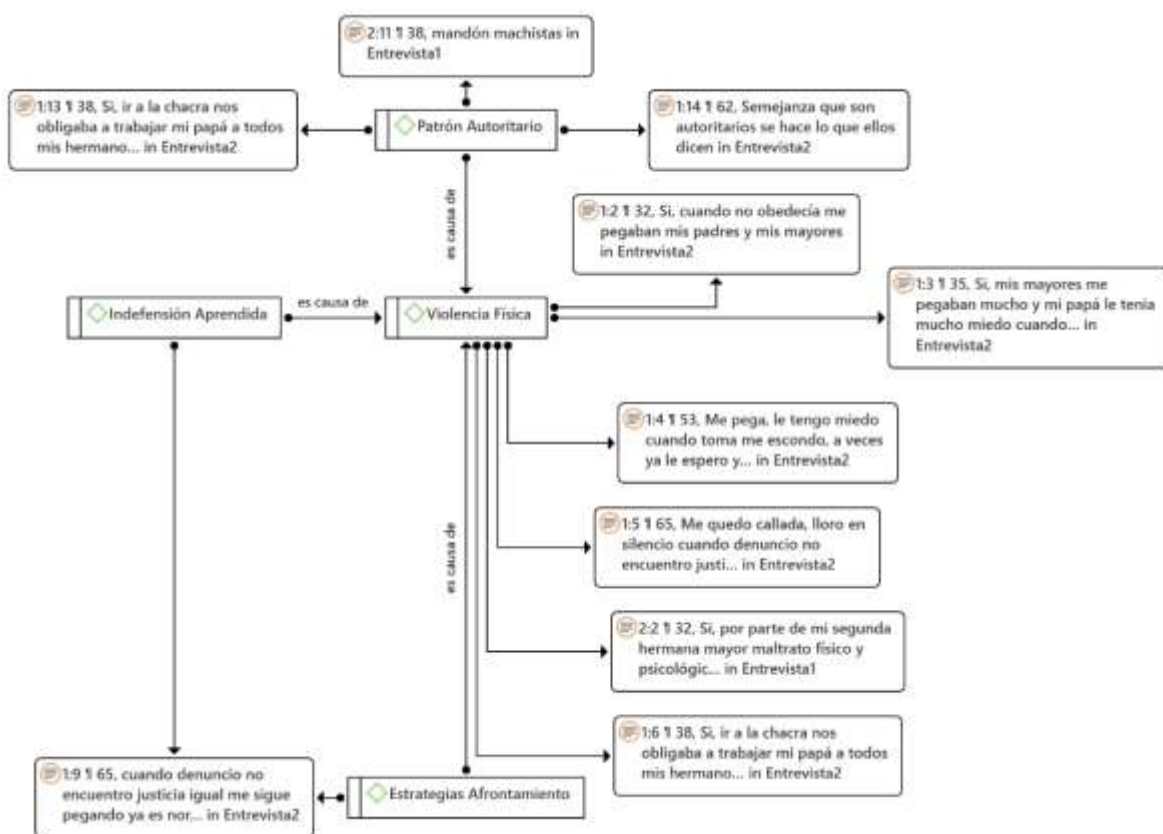 2:11 ¶ 38, mandón machistas in
Entrevista1
1:13 ¶ 38, Si, ir a la chacra nos
obligaba a trabajar mi papá a todos
mis hermano... in Entrevista2
Patrón Autoritario
1:14 ¶ 62, Semejanza que son
autoritarios se hace lo que ellos
dicen in Entrevista2
es causa de
1:2 ¶ 32, Si, cuando no obedecía me
pegaban mis padres y mis mayores
in Entrevista2
Indefensión Aprendida
es causa de
Violencia Física
1:3 ¶ 35, Si, mis mayores me
pegaban mucho y mi papá le tenia
mucho miedo cuando... in
Entrevista2
1:4 ¶ 53, Me pega, le tengo miedo
cuando toma me escondo, a veces
ya le espero y... in Entrevista2
1:5 ¶ 65, Me quedo callada, lloro en
silencio cuando denuncio no
encuentro justi... in Entrevista2
es causa de
2:2 ¶ 32, Si, por parte de mi segunda
hermana mayor maltrato físico y
psicológic... in Entrevista1
1:6 ¶ 38, Si, ir a la chacra nos
obligaba a trabajar mi papá a todos
mis hermano... in Entrevista2
1:9 ¶ 65, cuando denuncio no
encuentro justicia igual me sigue
pegando ya es nor... in Entrevista2
Estrategias Afrontamiento